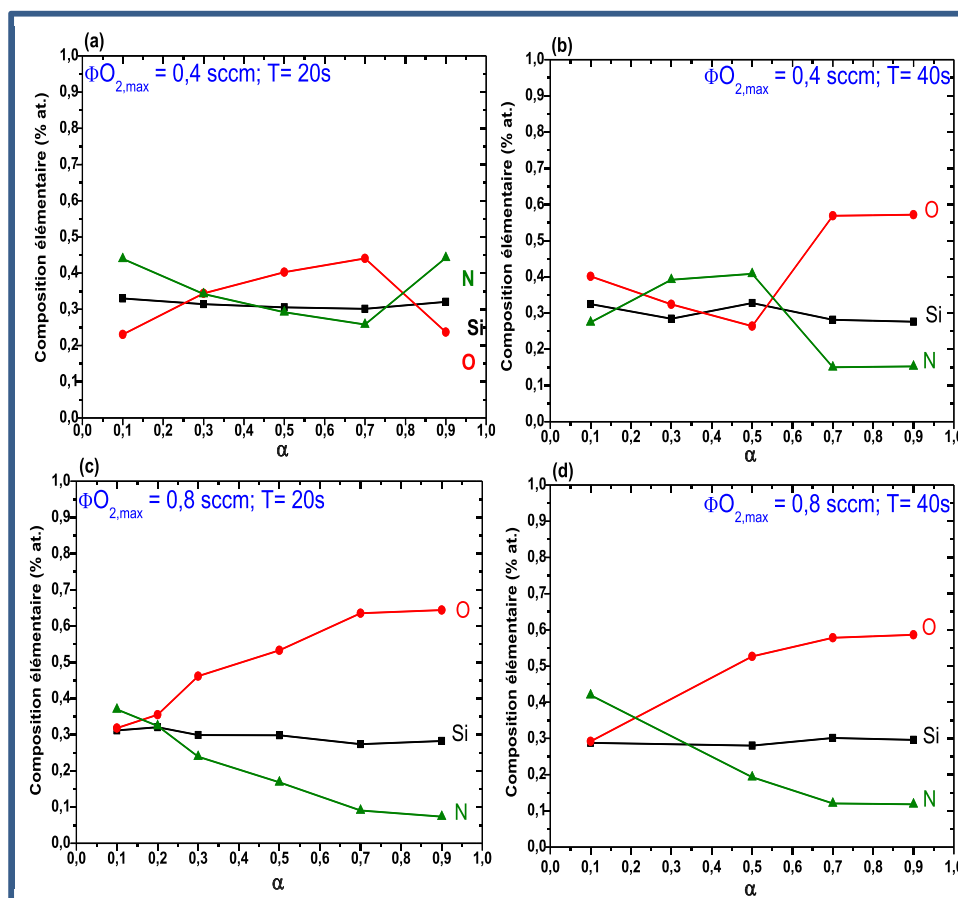 (a)
ΦO2,max = 0,4 sccm; T= 20s
Composition élémentaire (% at.)
1,0
0,9
0,8
0,7
0,6
0,5
0,4
0,3
0,2
0,1
0,0
N
Si
O
0,0 0,1 0,2 0,3 0,4 0,5 0,6 0,7 0,8 0,9 1,0
α
(b)
ΦO2,max = 0,4 sccm; T= 40s
Composition élémentaire (% at.)
1,0
0,9
0,8
0,7
0,6
0,5
0,4
0,3
0,2
0,1
0,0
O
Si
N
0,0 0,1 0,2 0,3 0,4 0,5 0,6 0,7 0,8 0,9 1,0
α
(c)
ΦO2,max = 0,8 sccm; T= 20s
Composition élémentaire (% at.)
1,0
0,9
0,8
0,7
0,6
0,5
0,4
0,3
0,2
0,1
0,0
O
Si
N
0,0 0,1 0,2 0,3 0,4 0,5 0,6 0,7 0,8 0,9 1,0
α
(d)
ΦO2,max = 0,8 sccm; T= 40s
Composition élémentaire (% at.)
1,0
0,9
0,8
0,7
0,6
0,5
0,4
0,3
0,2
0,1
0,0
O
Si
N
0,0 0,1 0,2 0,3 0,4 0,5 0,6 0,7 0,8 0,9 1,0
α